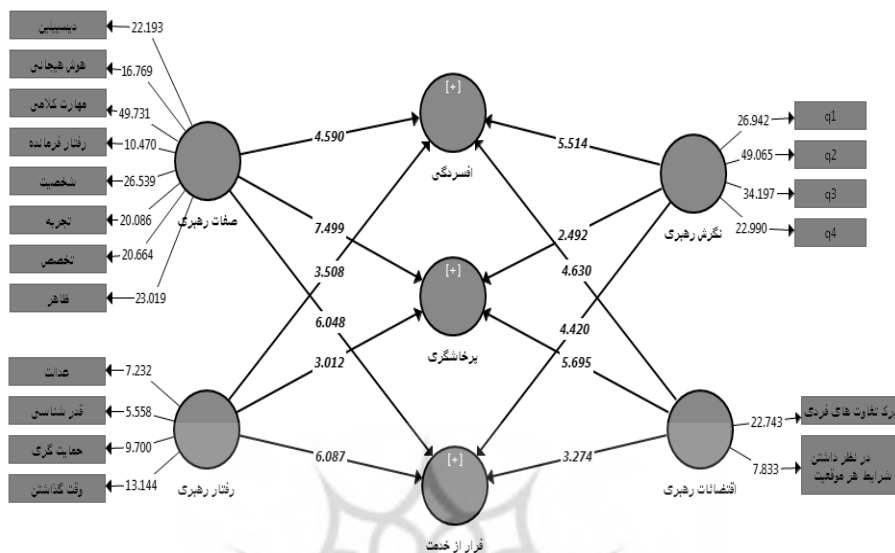 دیسیپلین
22.193
هوش هیجانی
16.769
مهارت کلامی
49.731
رفتار فرمانده
10.470
شخصیت
26.539
تجربه
20.086
تخصص
20.664
ظاهر
23.019
صفات رهبری
عدالت
7.232
قدر شناسی
5.558
حمایت گری
9.700
وقت گذاشتن
13.144
رفتار رهبری
4.590
7.499
3.508
6.048
3.012
6.087
[+]
افسردگی
[+]
پرخاشگری
[+]
فرار از خدمت
5.514
2.492
4.630
4.420
5.695
3.274
نگرش رهبری
26.942
q1
49.065
q2
34.197
q3
22.990
q4
اقتضائات رهبری
22.743
درک تفاوت های فردی
7.833
در نظر داشتن
شرایط هر موقعیت